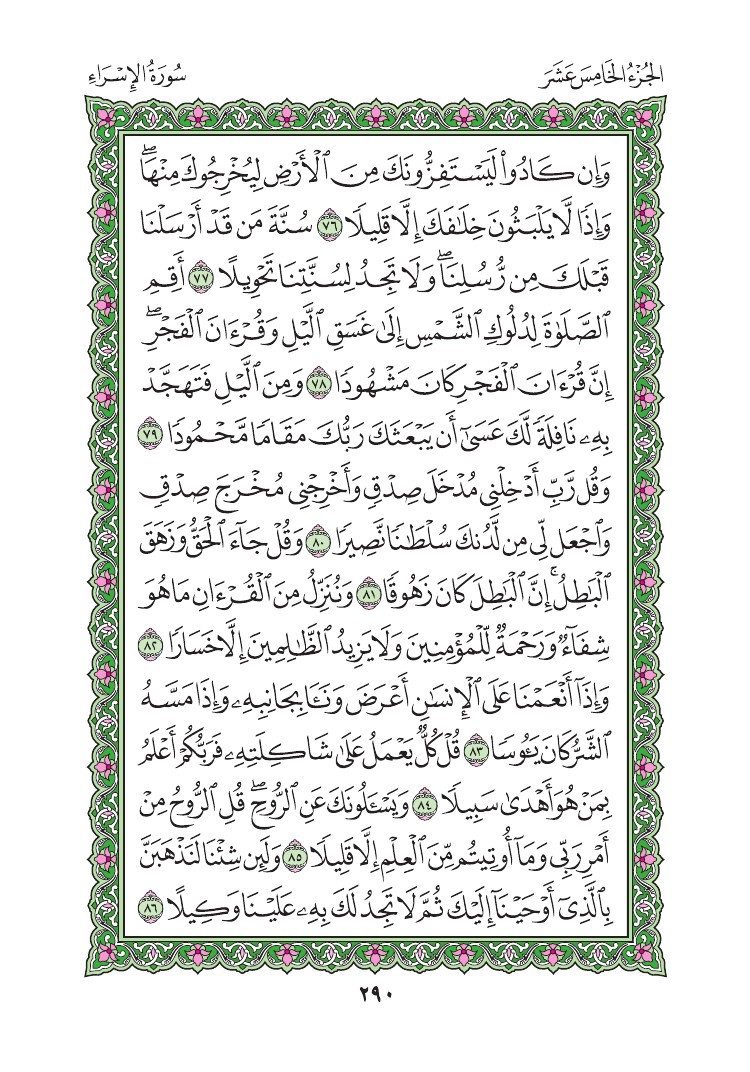 الجُزْءُ الخَامِسَ عَشَرَ
سُورَةُ الإِسْرَاءِ
وَإِن كَادُوا۟ لَيَسْتَفِزُّونَكَ مِنَ ٱلْأَرْضِ لِيُخْرِجُوكَ مِنْهَا ۖ
وَإِذًا لَّا يَلْبَثُونَ خِلَـٰفَكَ إِلَّا قَلِيلًا ٧٦ سُنَّةَ مَن قَدْ أَرْسَلْنَا
قَبْلَكَ مِن رُّسُلِنَا ۖ وَلَا تَجِدُ لِسُنَّتِنَا تَحْوِيلًا ٧٧ أَقِمِ
ٱلصَّلَوٰةَ لِدُلُوكِ ٱلشَّمْسِ إِلَىٰ غَسَقِ ٱلَّيْلِ وَقُرْءَانَ ٱلْفَجْرِ ۖ
إِنَّ قُرْءَانَ ٱلْفَجْرِ كَانَ مَشْهُودًا ٧٨ وَمِنَ ٱلَّيْلِ فَتَهَجَّدْ
بِهِۦ نَافِلَةً لَّكَ عَسَىٰٓ أَن يَبْعَثَكَ رَبُّكَ مَقَامًا مَّحْمُودًا ٧٩
وَقُل رَّبِّ أَدْخِلْنِى مُدْخَلَ صِدْقٍ وَأَخْرِجْنِى مُخْرَجَ صِدْقٍ
وَٱجْعَل لِّى مِن لَّدُنكَ سُلْطَـٰنًا نَّصِيرًا ٨٠ وَقُلْ جَآءَ ٱلْحَقُّ وَزَهَقَ
ٱلْبَـٰطِلُ ۚ إِنَّ ٱلْبَـٰطِلَ كَانَ زَهُوقًا ٨١ وَنُنَزِّلُ مِنَ ٱلْقُرْءَانِ مَا هُوَ
شِفَآءٌ وَرَحْمَةٌ لِّلْمُؤْمِنِينَ وَلَا يَزِيدُ ٱلظَّـٰلِمِينَ إِلَّا خَسَارًا ٨٢
وَإِذَآ أَنْعَمْنَا عَلَى ٱلْإِنسَـٰنِ أَعْرَضَ وَنَـَٔا بِجَانِبِهِۦ وَإِذَا مَسَّهُ
ٱلشَّرُّ كَانَ يَـُٔوسًا ٨٣ قُلْ كُلٌّ يَعْمَلُ عَلَىٰ شَاكِلَتِهِۦ فَرَبُّكُمْ أَعْلَمُ
بِمَنْ هُوَ أَهْدَىٰ سَبِيلًا ٨٤ وَيَسْـَٔلُونَكَ عَنِ ٱلرُّوحِ ۖ قُلِ ٱلرُّوحُ مِنْ
أَمْرِ رَبِّى وَمَآ أُوتِيتُم مِّنَ ٱلْعِلْمِ إِلَّا قَلِيلًا ٨٥ وَلَئِن شِئْنَا لَنَذْهَبَنَّ
بِٱلَّذِىٓ أَوْحَيْنَآ إِلَيْكَ ثُمَّ لَا تَجِدُ لَكَ بِهِۦ عَلَيْنَا وَكِيلًا ٨٦
٢٩٠